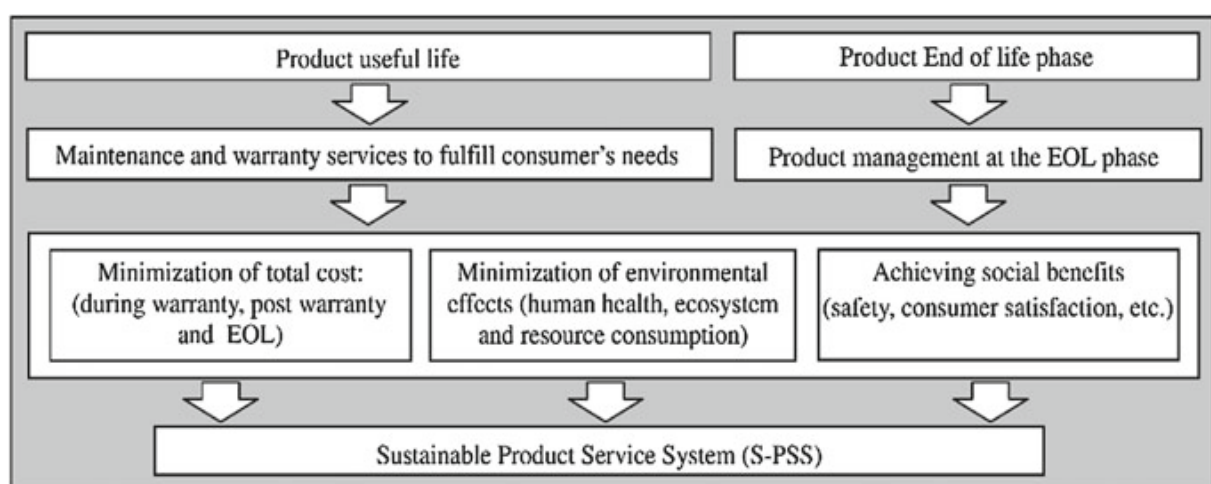 Product useful life
Product End of life phase
Maintenance and warranty services to fulfill consumer’s needs
Product management at the EOL phase
Minimization of total cost:
(during warranty, post warranty
and EOL)
Minimization of environmental
effects (human health, ecosystem
and resource consumption)
Achieving social benefits
(safety, consumer satisfaction, etc.)
Sustainable Product Service System (S-PSS)